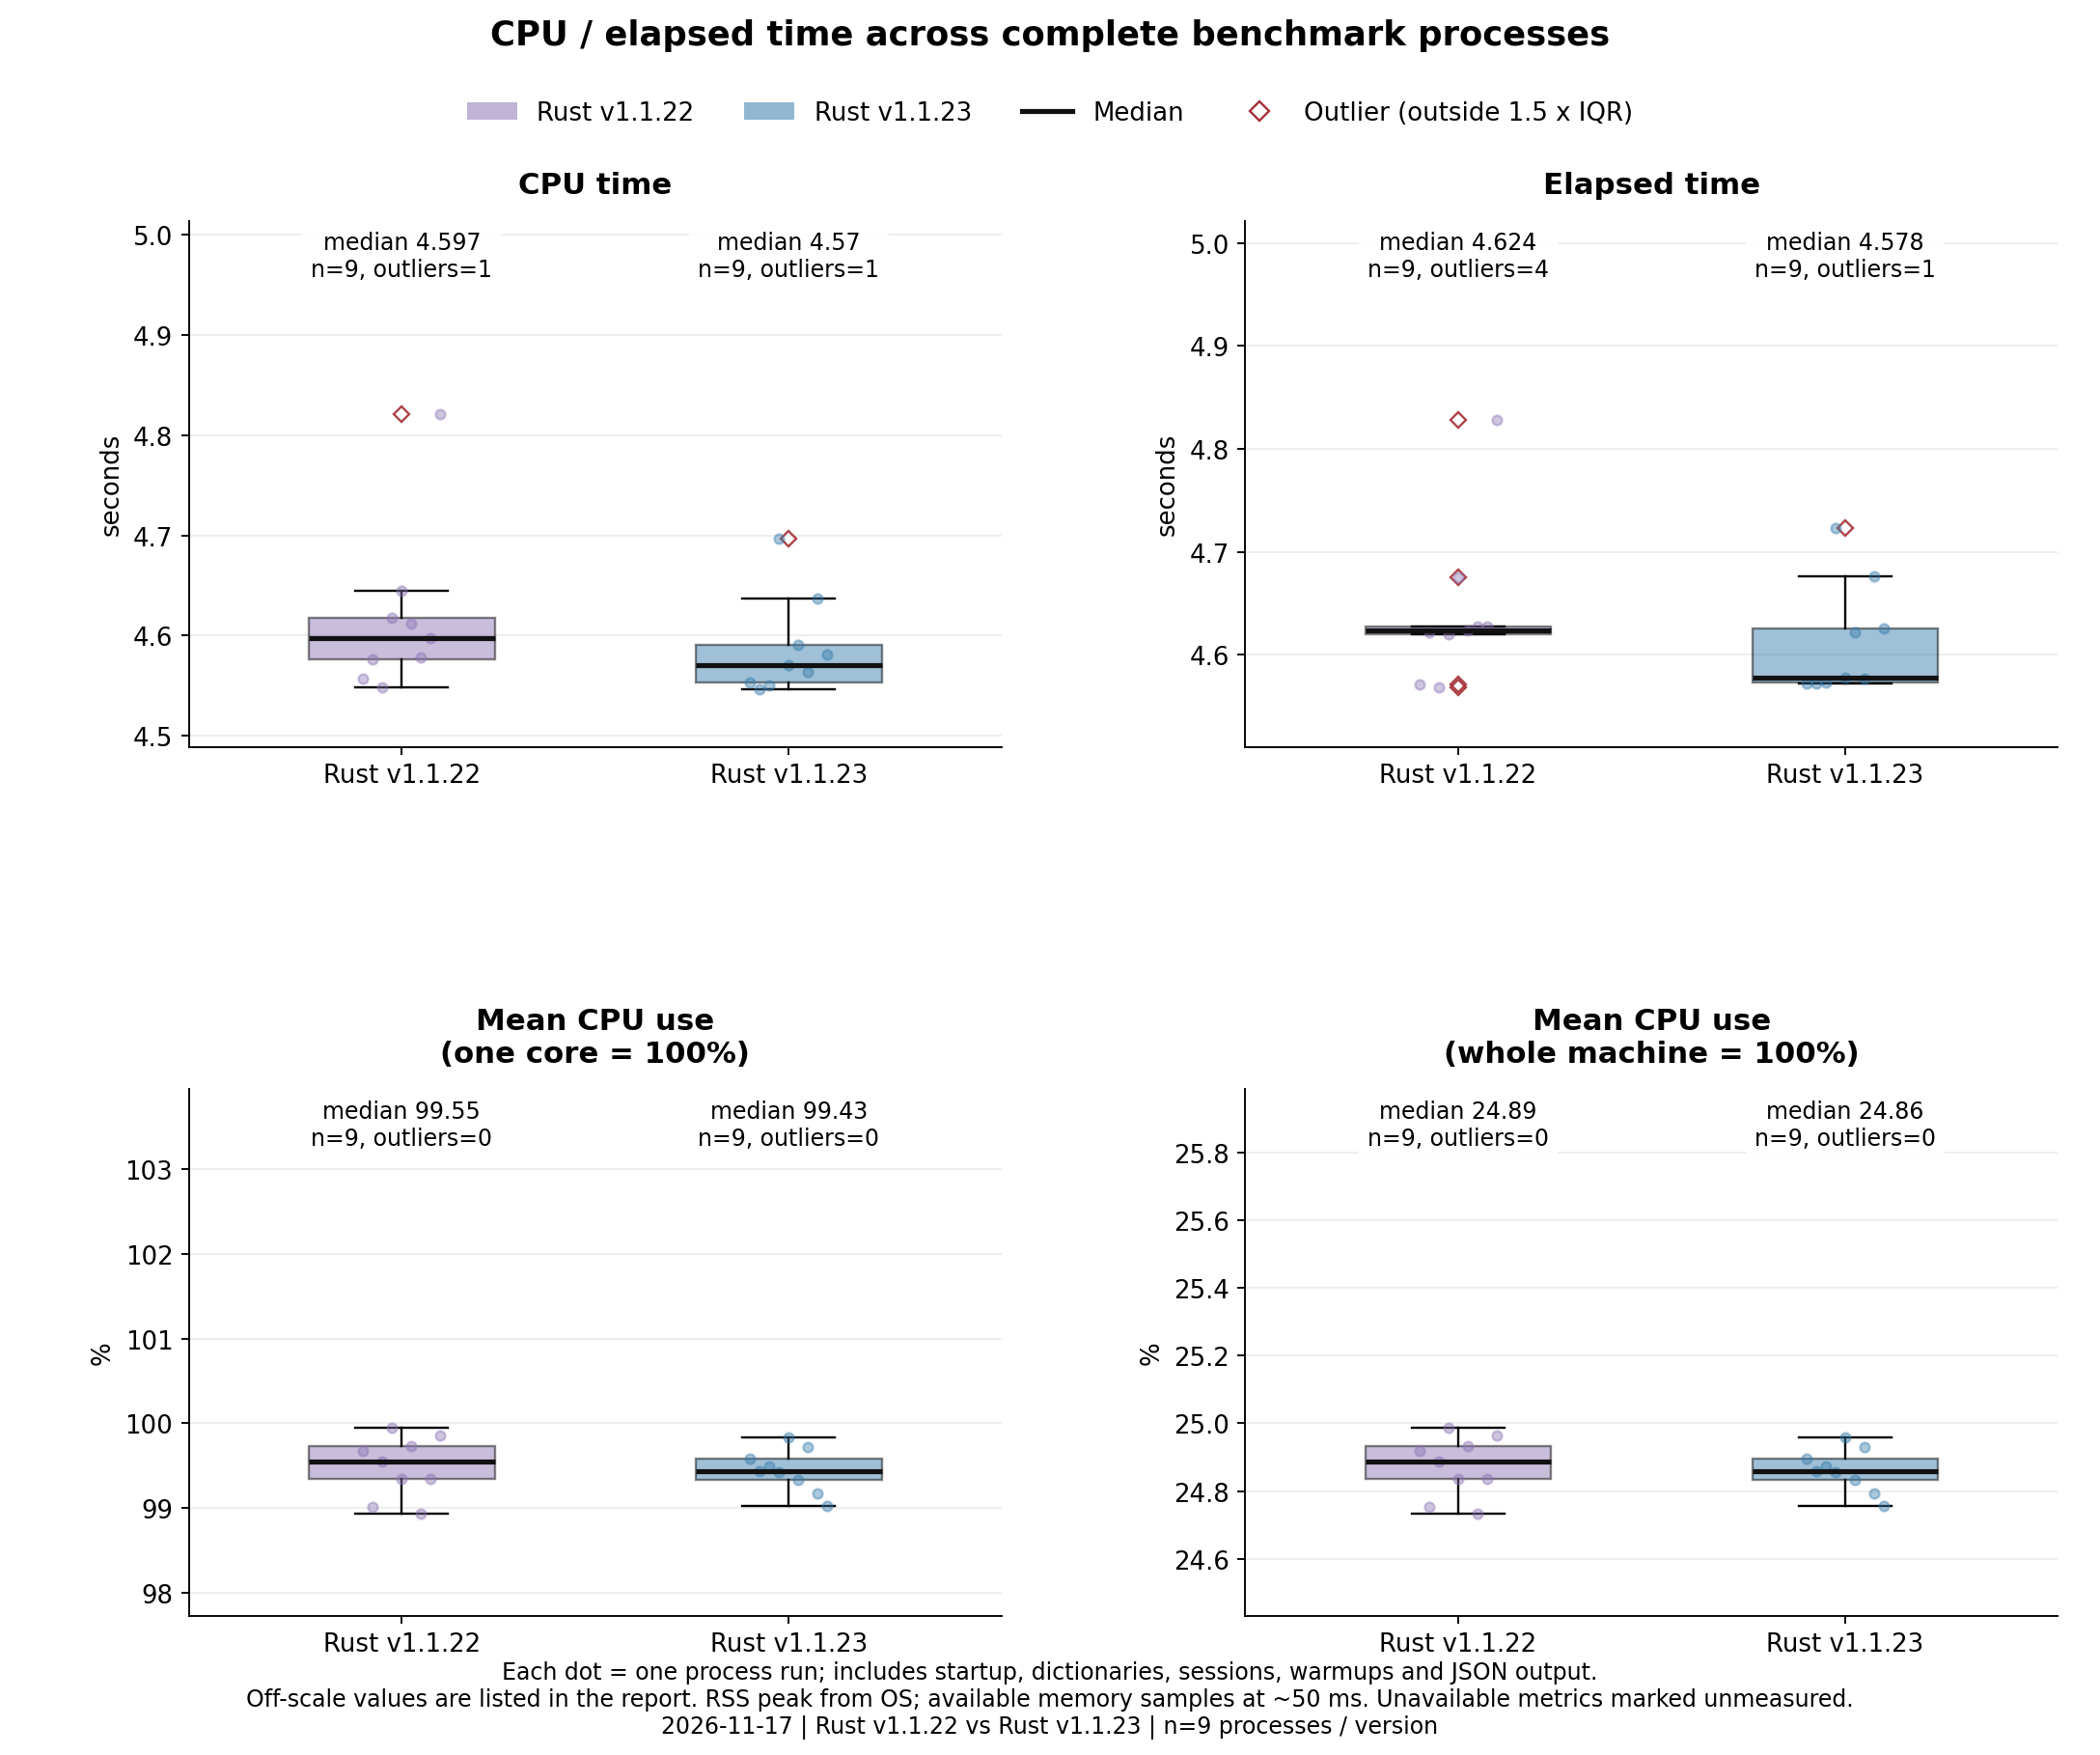 CPU / elapsed time across complete benchmark processes
Rust v1.1.22
Rust v1.1.23
Median
Outlier (outside 1.5 x IQR)
CPU time
median 4.597
n=9, outliers=1
median 4.57
n=9, outliers=1
5.0
4.9
4.8
4.7
4.6
4.5
seconds
Rust v1.1.22
Rust v1.1.23
Elapsed time
median 4.624
n=9, outliers=4
median 4.578
n=9, outliers=1
5.0
4.9
4.8
4.7
4.6
seconds
Rust v1.1.22
Rust v1.1.23
Mean CPU use
(one core = 100%)
median 99.55
n=9, outliers=0
median 99.43
n=9, outliers=0
103
102
101
100
99
98
%
Rust v1.1.22
Rust v1.1.23
Mean CPU use
(whole machine = 100%)
median 24.89
n=9, outliers=0
median 24.86
n=9, outliers=0
25.8
25.6
25.4
25.2
25.0
24.8
24.6
%
Rust v1.1.22
Rust v1.1.23
Each dot = one process run; includes startup, dictionaries, sessions, warmups and JSON output.
Off-scale values are listed in the report. RSS peak from OS; available memory samples at ~50 ms. Unavailable metrics marked unmeasured.
2026-11-17 | Rust v1.1.22 vs Rust v1.1.23 | n=9 processes / version